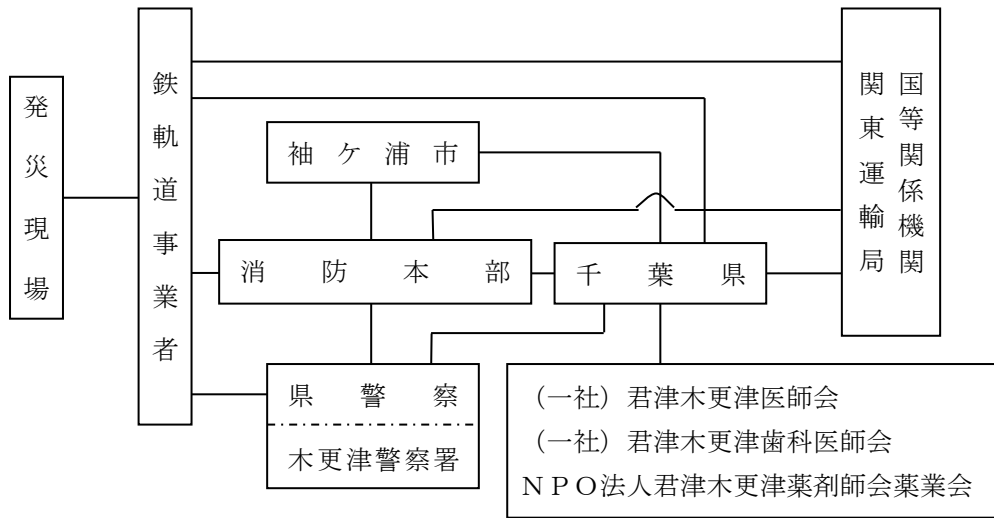 発災現場
鉄軌道事業者
袖ケ浦市
消防本部
千葉県
県警察
木更津警察署
国等関係機関
関東運輸局
（一社）君津木更津医師会
（一社）君津木更津歯科医師会
ＮＰＯ法人君津木更津薬剤師会薬業会